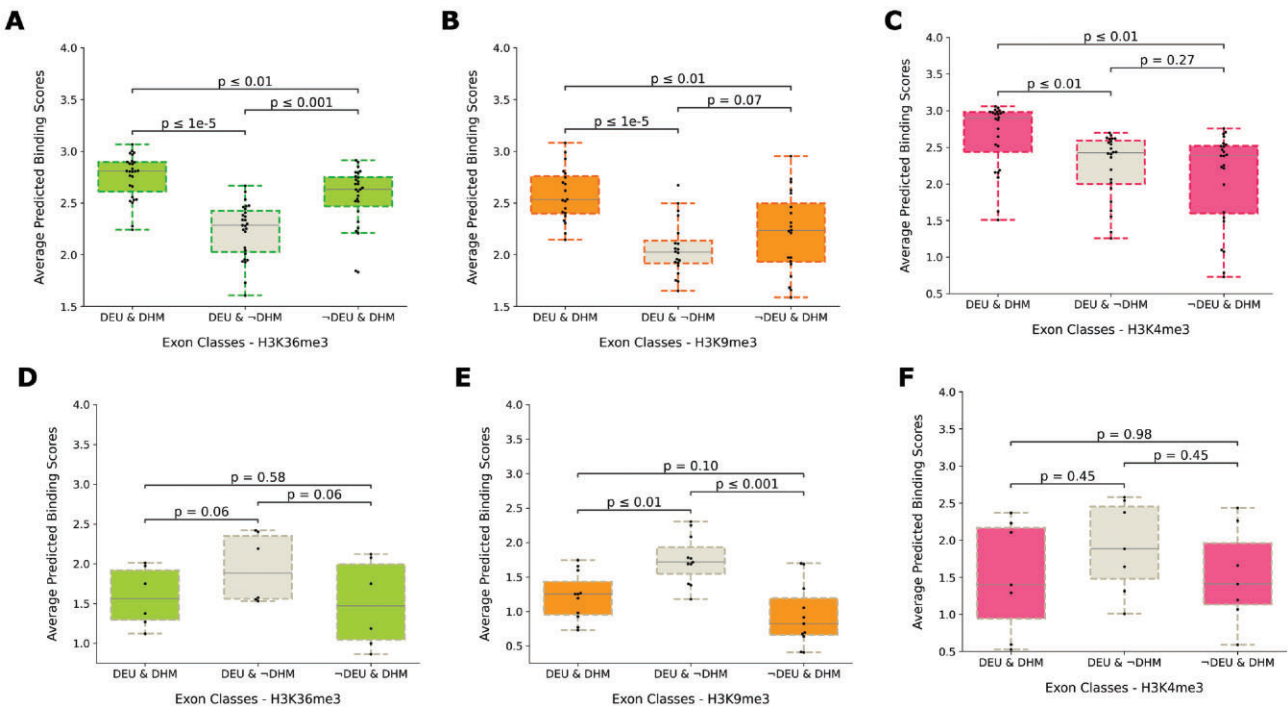 A
Average Predicted Binding Scores
4.0
3.5
3.0
2.5
2.0
1.5
p ≤ 0.01
p ≤ 0.001
p ≤ 1e-5
DEU & DHM
DEU & ¬DHM
¬DEU & DHM
Exon Classes - H3K36me3
B
Average Predicted Binding Scores
4.0
3.5
3.0
2.5
2.0
1.5
p ≤ 0.01
p = 0.07
p ≤ 1e-5
DEU & DHM
DEU & ¬DHM
¬DEU & DHM
Exon Classes - H3K9me3
C
Average Predicted Binding Scores
4.0
3.5
3.0
2.5
2.0
1.5
1.0
0.5
p ≤ 0.01
p = 0.27
p ≤ 0.01
DEU & DHM
DEU & ¬DHM
¬DEU & DHM
Exon Classes - H3K4me3
D
Average Predicted Binding Scores
4.0
3.5
3.0
2.5
2.0
1.5
1.0
p = 0.58
p = 0.06
p = 0.06
DEU & DHM
DEU & ¬DHM
¬DEU & DHM
Exon Classes - H3K36me3
E
Average Predicted Binding Scores
4.0
3.5
3.0
2.5
2.0
1.5
1.0
0.5
p = 0.10
p ≤ 0.001
p ≤ 0.01
DEU & DHM
DEU & ¬DHM
¬DEU & DHM
Exon Classes - H3K9me3
F
Average Predicted Binding Scores
4.0
3.5
3.0
2.5
2.0
1.5
1.0
0.5
p = 0.98
p = 0.45
p = 0.45
DEU & DHM
DEU & ¬DHM
¬DEU & DHM
Exon Classes - H3K4me3